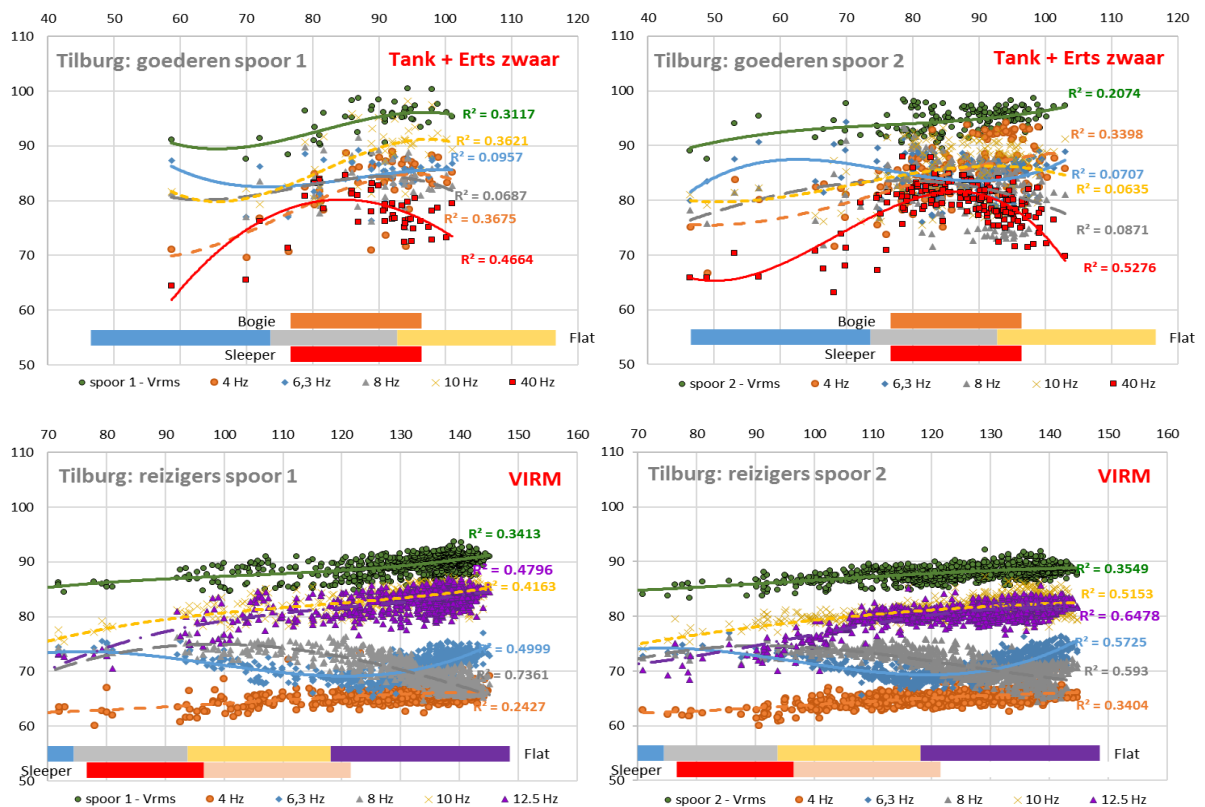 40 50 60 70 80 90 100 110 120
110
100
90
80
70
60
50
Tilburg: goederen spoor 1
Tank + Erts zwaar
R² = 0.3117
R² = 0.3621
R² = 0.0957
R² = 0.0687
R² = 0.3675
R² = 0.4664
Bogie
Flat
Sleeper
spoor 1 - Vrms 4 Hz 6,3 Hz 8 Hz 10 Hz 40 Hz
40 50 60 70 80 90 100 110 120
110
100
90
80
70
60
50
Tilburg: goederen spoor 2
Tank + Erts zwaar
R² = 0.2074
R² = 0.3398
R² = 0.0707
R² = 0.0635
R² = 0.0871
R² = 0.5276
Bogie
Flat
Sleeper
spoor 2 - Vrms 4 Hz 6,3 Hz 8 Hz 10 Hz 40 Hz
70 80 90 100 110 120 130 140 150 160
110
100
90
80
70
60
50
Tilburg: reizigers spoor 1
VIRM
R² = 0.3413
R² = 0.4796
R² = 0.4163
R² = 0.4999
R² = 0.7361
R² = 0.2427
Flat
Sleeper
spoor 1 - Vrms 4 Hz 6,3 Hz 8 Hz 10 Hz 12.5 Hz
70 80 90 100 110 120 130 140 150 160
110
100
90
80
70
60
50
Tilburg: reizigers spoor 2
VIRM
R² = 0.3549
R² = 0.5153
R² = 0.6478
R² = 0.5725
R² = 0.593
R² = 0.3404
Flat
Sleeper
spoor 2 - Vrms 4 Hz 6,3 Hz 8 Hz 10 Hz 12.5 Hz